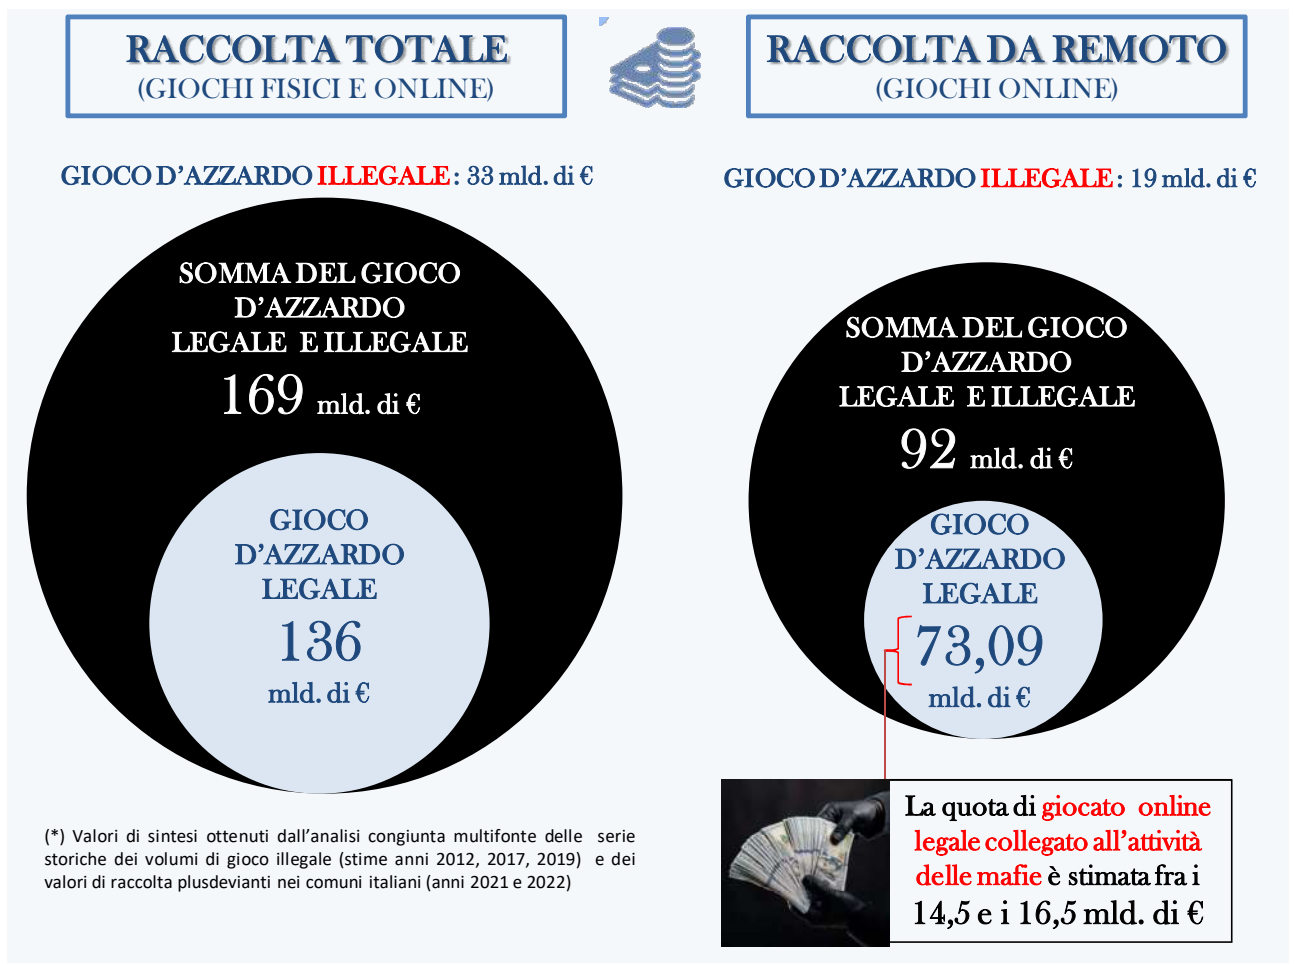 RACCOLTA TOTALE
(GIOCHI FISICI E ONLINE)
GIOCO D’AZZARDO ILLEGALE: 33 mld. di €
SOMMA DEL GIOCO
D’AZZARDO
LEGALE E ILLEGALE
169 mld. di €
GIOCO
D’AZZARDO
LEGALE
136
mld. di €
(*) Valori di sintesi ottenuti dall’analisi congiunta multifonte delle serie
storiche dei volumi di gioco illegale (stime anni 2012, 2017, 2019) e dei
valori di raccolta plusdevianti nei comuni italiani (anni 2021 e 2022)
RACCOLTA DA REMOTO
(GIOCHI ONLINE)
GIOCO D’AZZARDO ILLEGALE: 19 mld. di €
SOMMA DEL GIOCO
D’AZZARDO
LEGALE E ILLEGALE
92 mld. di €
GIOCO
D’AZZARDO
LEGALE
73,09
mld. di €
La quota di giocato online
legale collegato all’attività
delle mafie è stimata fra i
14,5 e i 16,5 mld. di €